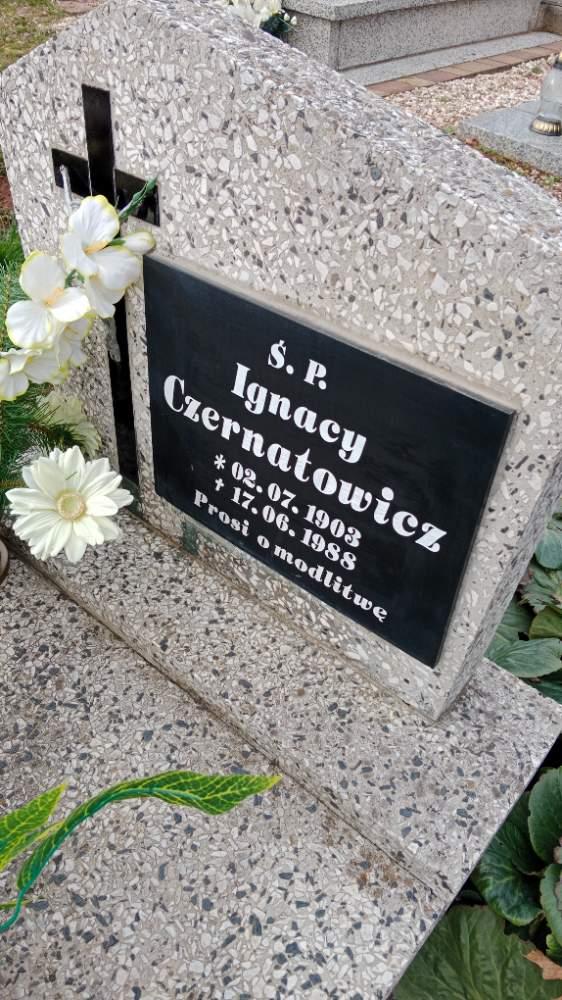 Ś. P.
Ignacy
Czernatowicz
* 02. 07. 1903
† 17. 06. 1988
Prosi o modlitwę